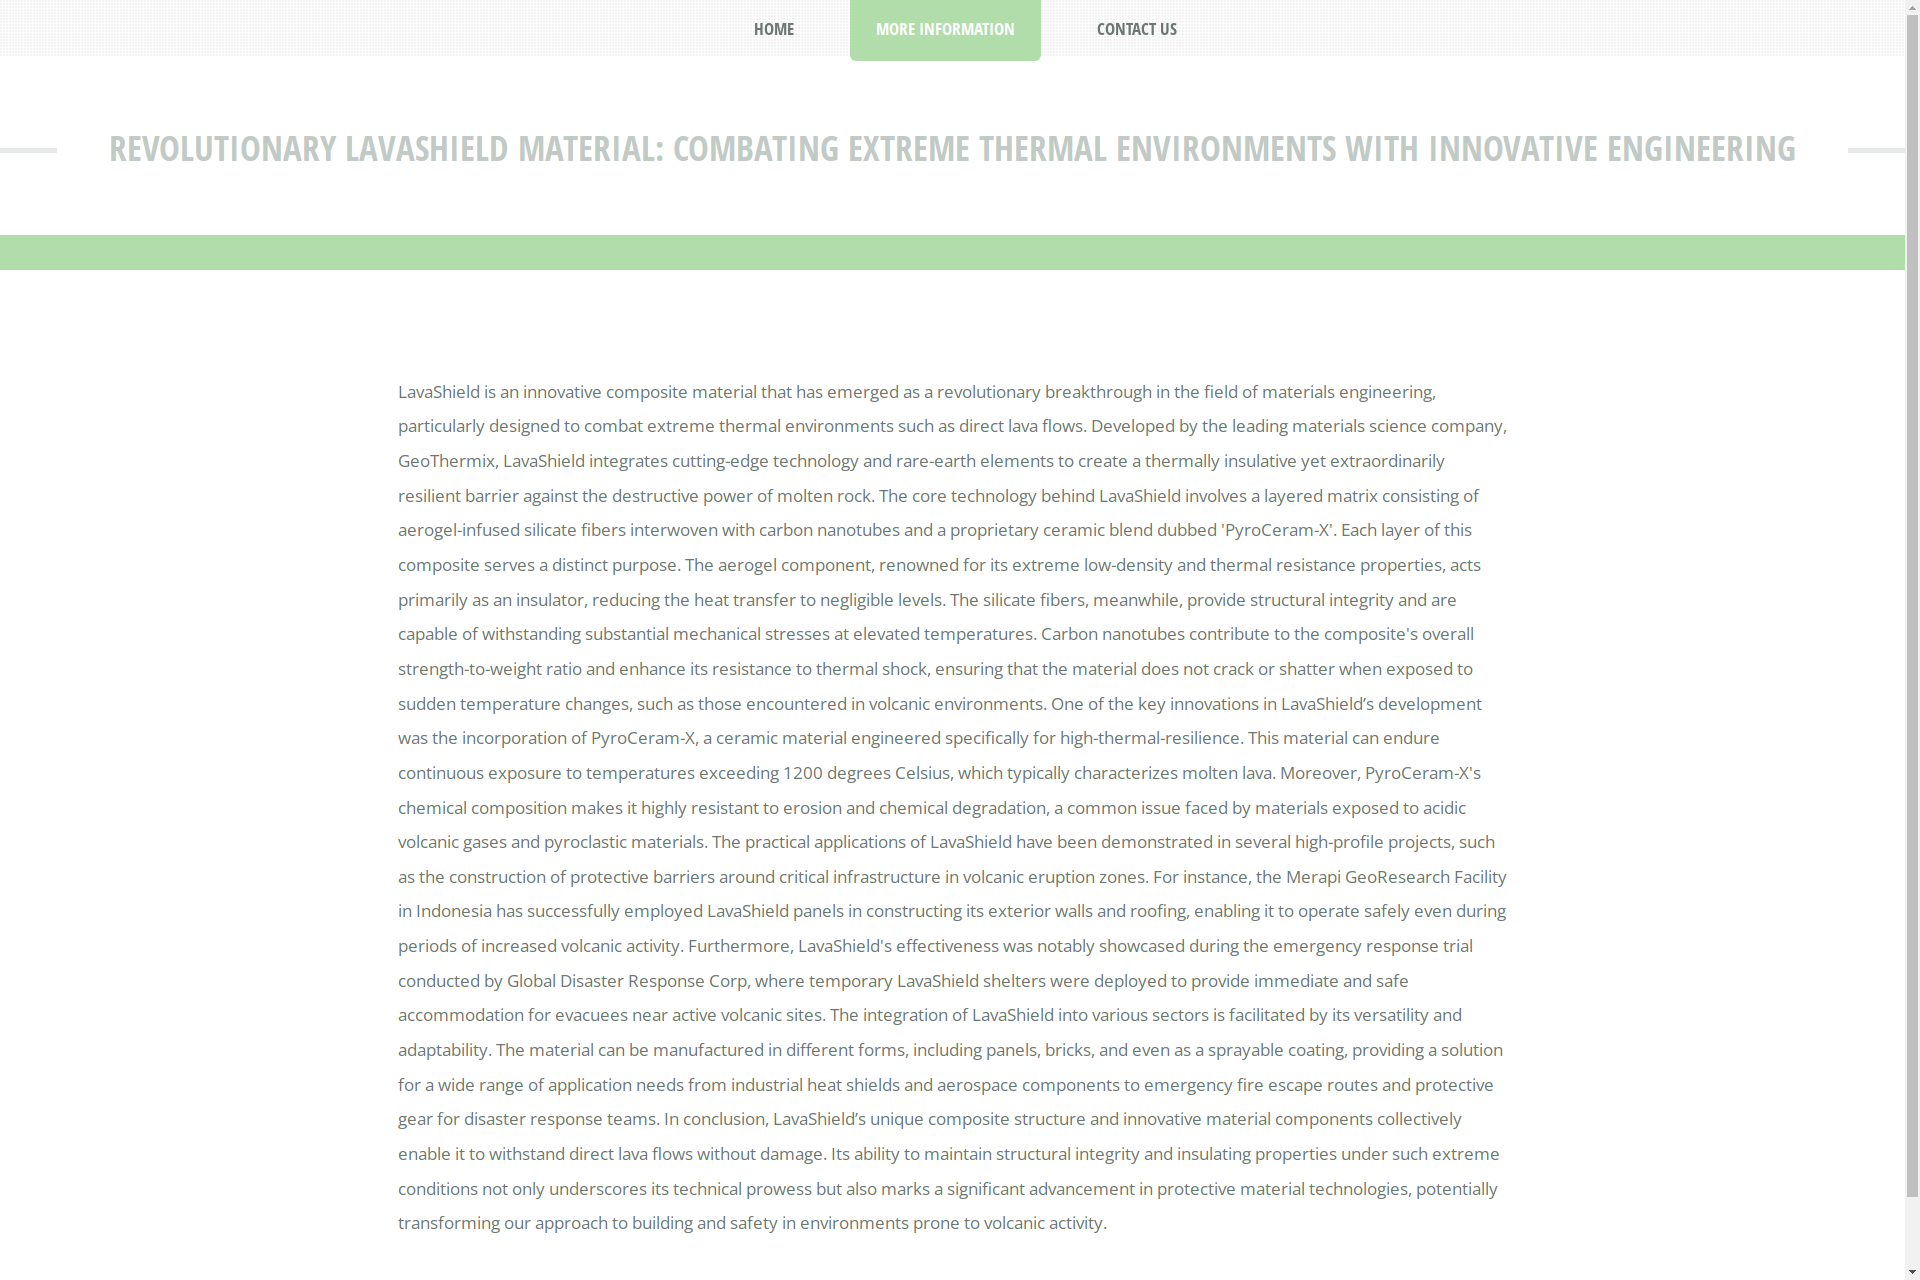 HOME
MORE INFORMATION
CONTACT US
REVOLUTIONARY LAVASHIELD MATERIAL: COMBATING EXTREME THERMAL ENVIRONMENTS WITH INNOVATIVE ENGINEERING
LavaShield is an innovative composite material that has emerged as a revolutionary breakthrough in the field of materials engineering,
particularly designed to combat extreme thermal environments such as direct lava flows. Developed by the leading materials science company,
GeoThermix, LavaShield integrates cutting-edge technology and rare-earth elements to create a thermally insulative yet extraordinarily
resilient barrier against the destructive power of molten rock. The core technology behind LavaShield involves a layered matrix consisting of
aerogel-infused silicate fibers interwoven with carbon nanotubes and a proprietary ceramic blend dubbed 'PyroCeram-X'. Each layer of this
composite serves a distinct purpose. The aerogel component, renowned for its extreme low-density and thermal resistance properties, acts
primarily as an insulator, reducing the heat transfer to negligible levels. The silicate fibers, meanwhile, provide structural integrity and are
capable of withstanding substantial mechanical stresses at elevated temperatures. Carbon nanotubes contribute to the composite's overall
strength-to-weight ratio and enhance its resistance to thermal shock, ensuring that the material does not crack or shatter when exposed to
sudden temperature changes, such as those encountered in volcanic environments. One of the key innovations in LavaShield’s development
was the incorporation of PyroCeram-X, a ceramic material engineered specifically for high-thermal-resilience. This material can endure
continuous exposure to temperatures exceeding 1200 degrees Celsius, which typically characterizes molten lava. Moreover, PyroCeram-X's
chemical composition makes it highly resistant to erosion and chemical degradation, a common issue faced by materials exposed to acidic
volcanic gases and pyroclastic materials. The practical applications of LavaShield have been demonstrated in several high-profile projects, such
as the construction of protective barriers around critical infrastructure in volcanic eruption zones. For instance, the Merapi GeoResearch Facility
in Indonesia has successfully employed LavaShield panels in constructing its exterior walls and roofing, enabling it to operate safely even during
periods of increased volcanic activity. Furthermore, LavaShield's effectiveness was notably showcased during the emergency response trial
conducted by Global Disaster Response Corp, where temporary LavaShield shelters were deployed to provide immediate and safe
accommodation for evacuees near active volcanic sites. The integration of LavaShield into various sectors is facilitated by its versatility and
adaptability. The material can be manufactured in different forms, including panels, bricks, and even as a sprayable coating, providing a solution
for a wide range of application needs from industrial heat shields and aerospace components to emergency fire escape routes and protective
gear for disaster response teams. In conclusion, LavaShield’s unique composite structure and innovative material components collectively
enable it to withstand direct lava flows without damage. Its ability to maintain structural integrity and insulating properties under such extreme
conditions not only underscores its technical prowess but also marks a significant advancement in protective material technologies, potentially
transforming our approach to building and safety in environments prone to volcanic activity.